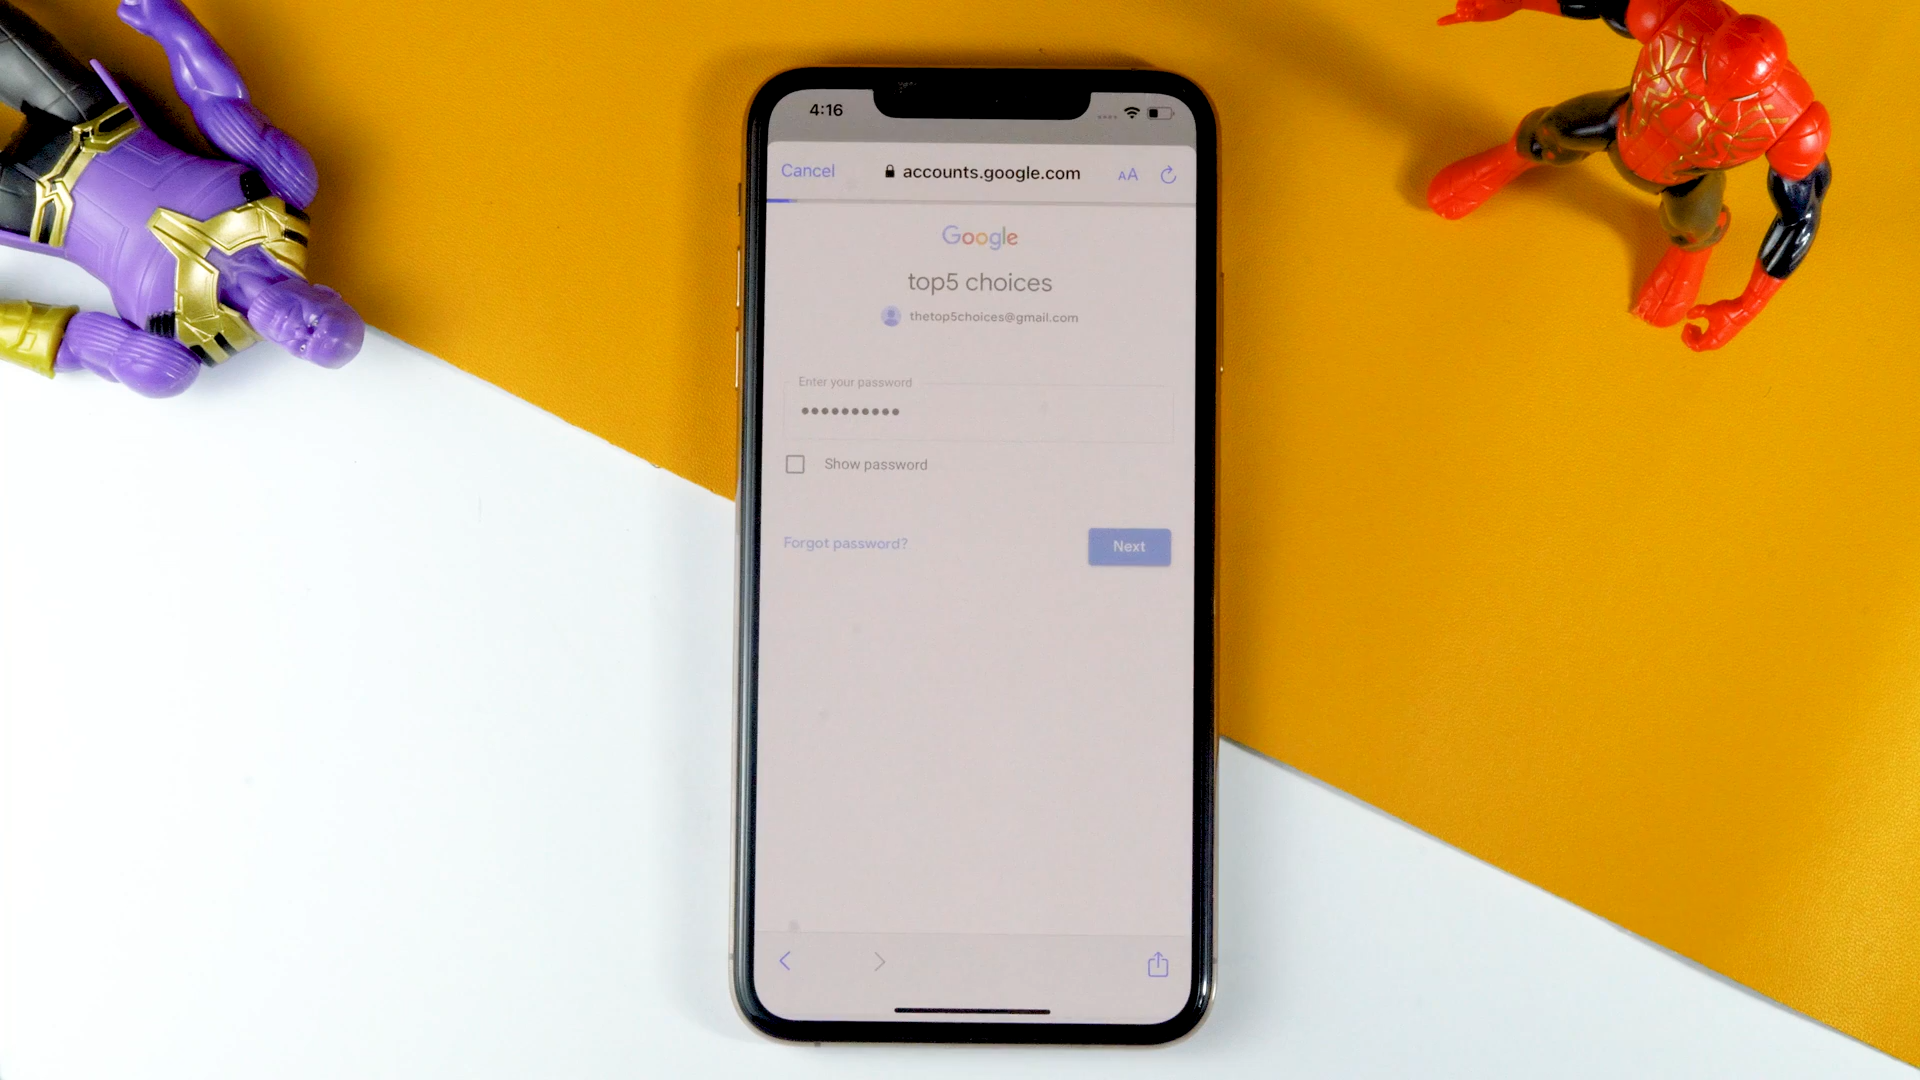 4:16
Cancel accounts.google.com AA
Google
top5 choices
thetop5choices@gmail.com
Enter your password
••••••••••
Show password
Forgot password? Next